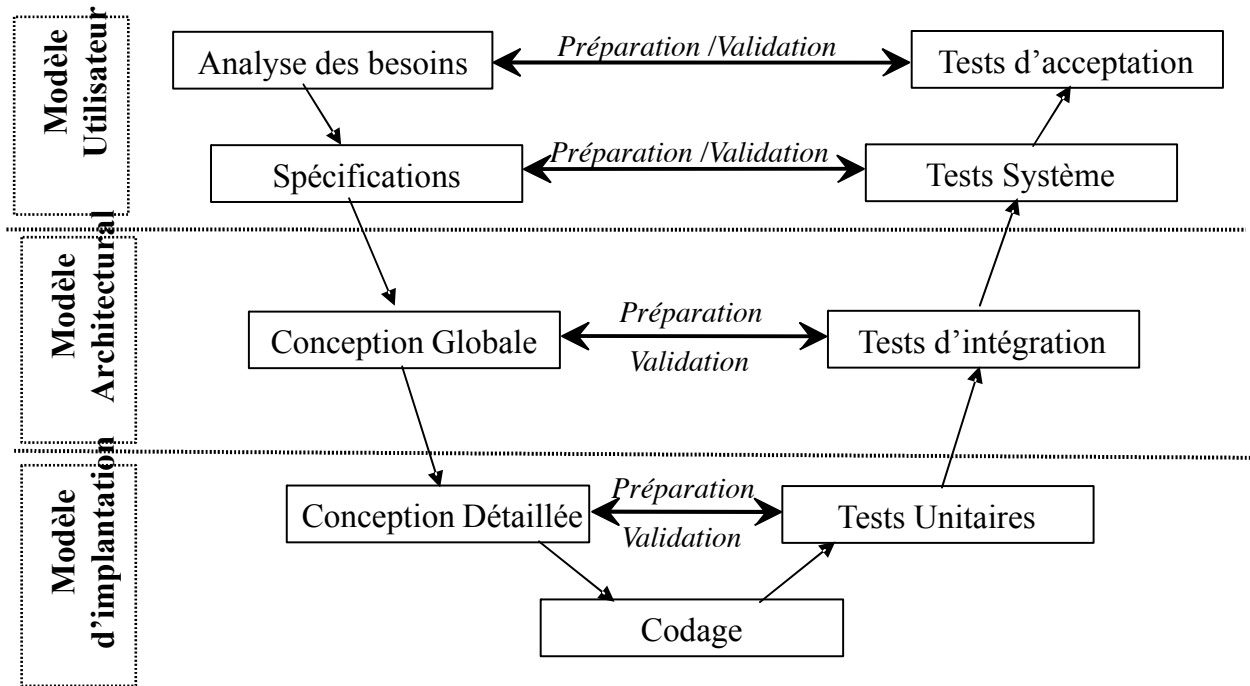 Modèle
Utilisateur
Analyse des besoins
Préparation /Validation
Tests d'acceptation
Spécifications
Préparation /Validation
Tests Système
Modèle
Architectural
Conception Globale
Préparation
Validation
Tests d'intégration
Modèle
d'implantation
Conception Détaillée
Préparation
Validation
Tests Unitaires
Codage